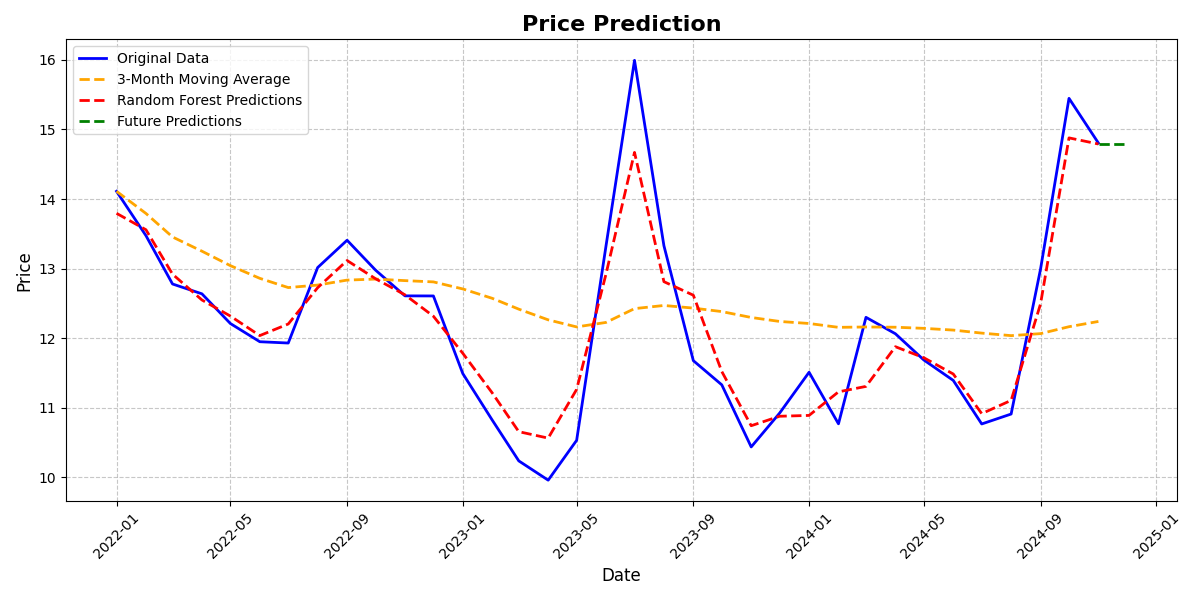 Price Prediction
Original Data
3-Month Moving Average
Random Forest Predictions
Future Predictions
Price
16
15
14
13
12
11
10
2022-01
2022-05
2022-09
2023-01
2023-05
2023-09
2024-01
2024-05
2024-09
2025-01
Date